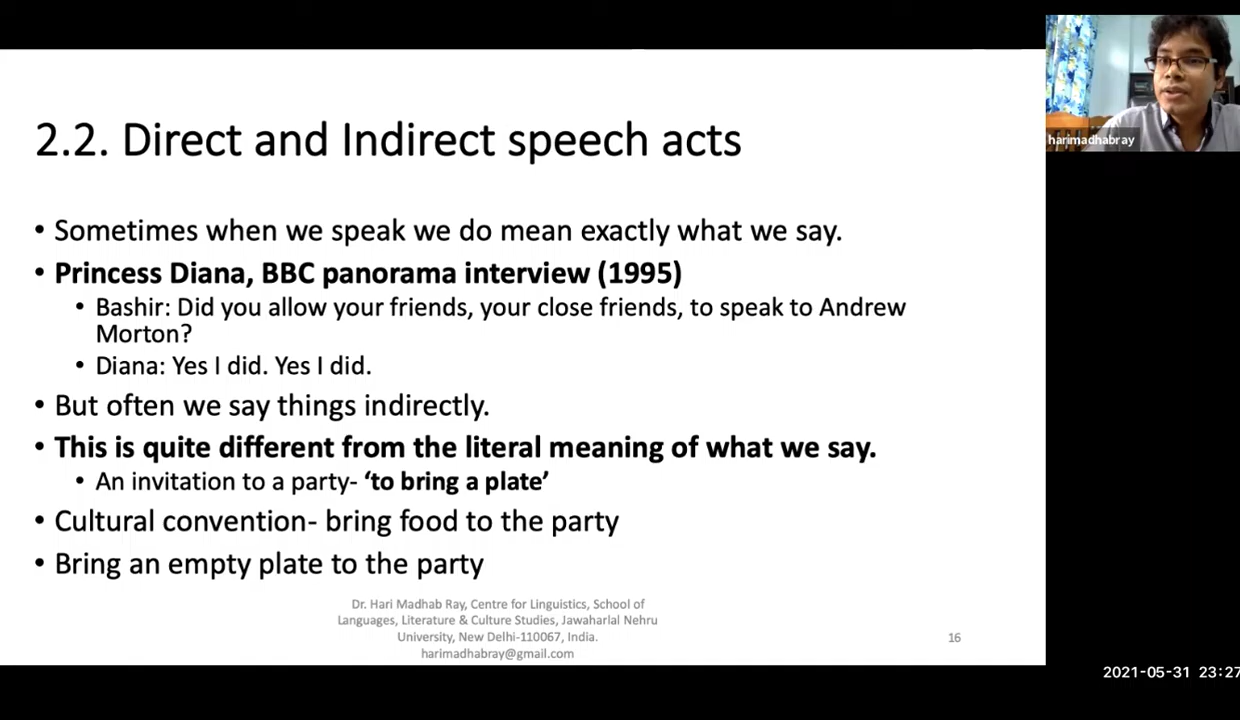 harimadhabray
2.2. Direct and Indirect speech acts
• Sometimes when we speak we do mean exactly what we say.
• Princess Diana, BBC panorama interview (1995)
• Bashir: Did you allow your friends, your close friends, to speak to Andrew
Morton?
• Diana: Yes I did. Yes I did.
• But often we say things indirectly.
• This is quite different from the literal meaning of what we say.
• An invitation to a party- ‘to bring a plate’
• Cultural convention- bring food to the party
• Bring an empty plate to the party
Dr. Hari Madhab Ray, Centre for Linguistics, School of
Languages, Literature & Culture Studies, Jawaharlal Nehru
University, New Delhi-110067, India.
harimadhabray@gmail.com
16
2021-05-31 23:27